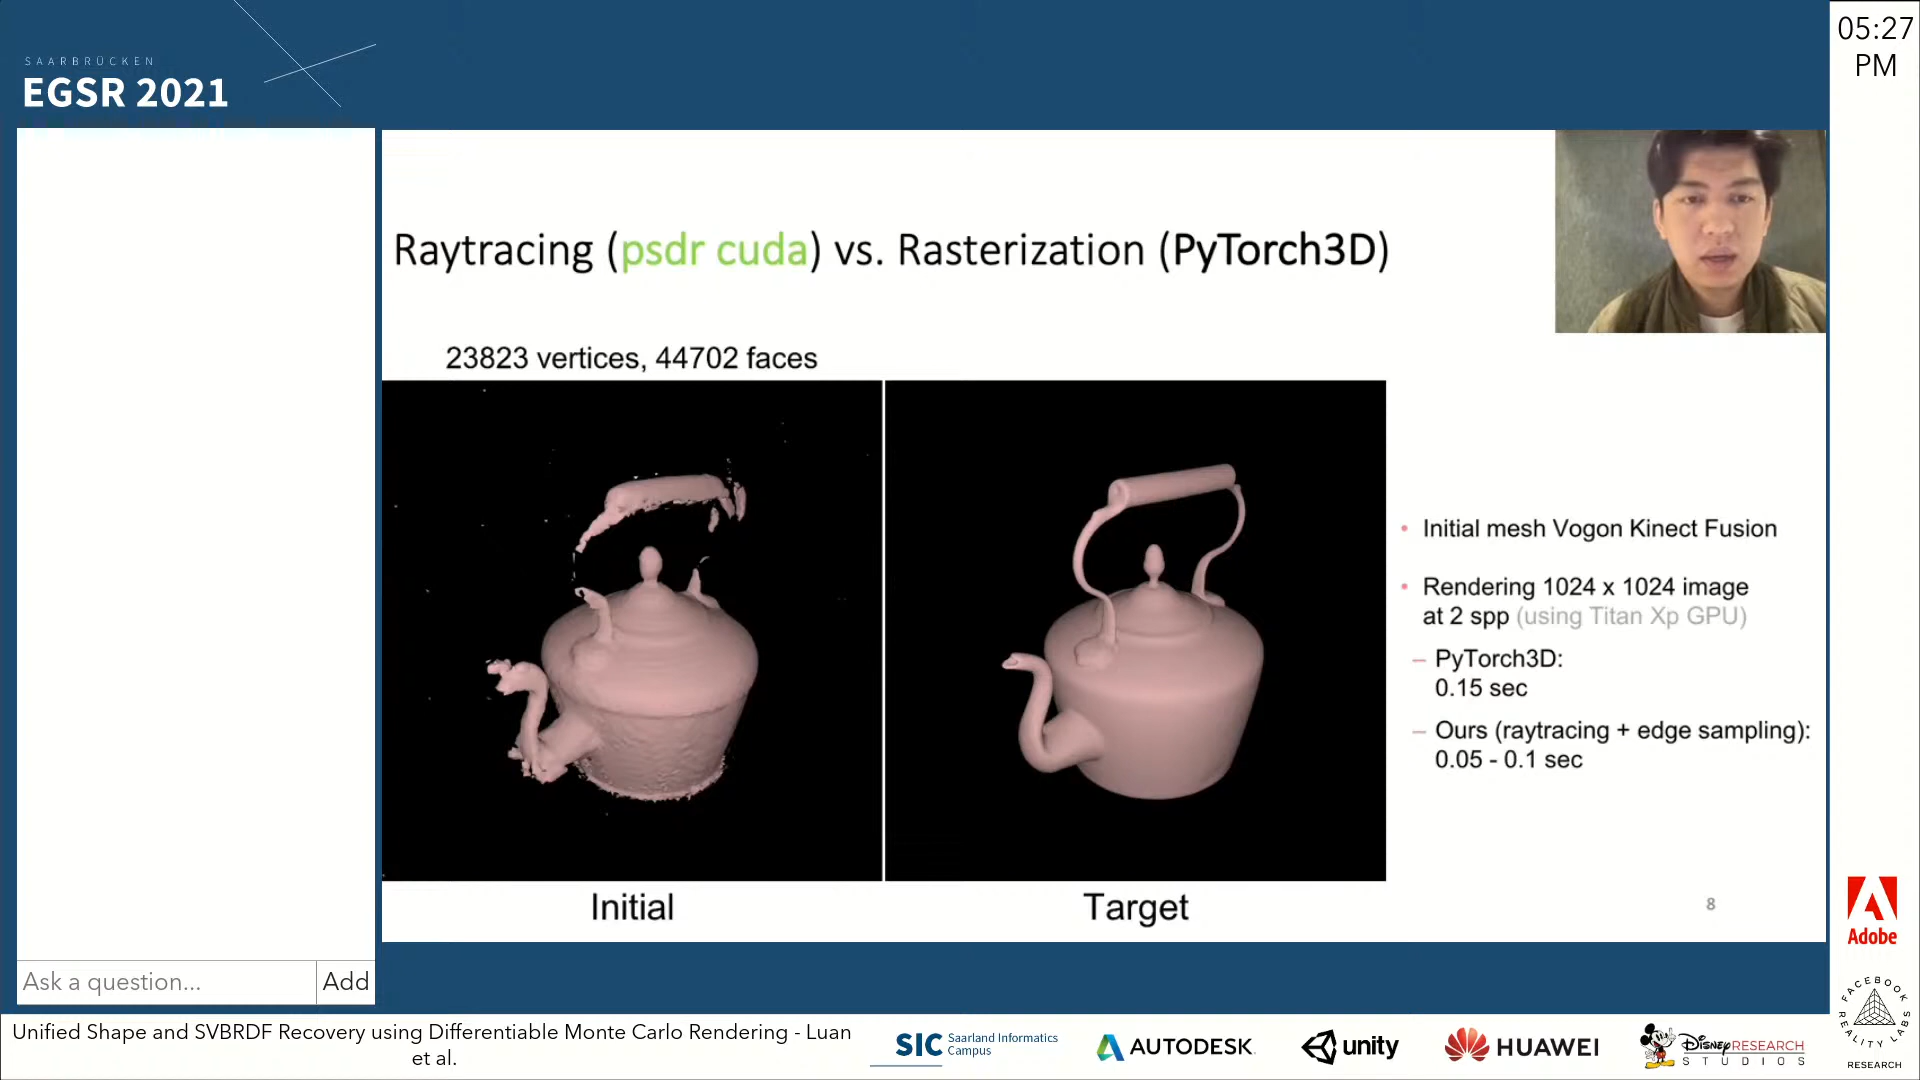 SAARBRÜCKEN
EGSR 2021
05:27
PM
Raytracing (psdr cuda) vs. Rasterization (PyTorch3D)
23823 vertices, 44702 faces
Initial
Target
• Initial mesh Vogon Kinect Fusion
• Rendering 1024 x 1024 image
at 2 spp (using Titan Xp GPU)
– PyTorch3D:
0.15 sec
– Ours (raytracing + edge sampling):
0.05 - 0.1 sec
8
Ask a question...
Add
Unified Shape and SVBRDF Recovery using Differentiable Monte Carlo Rendering - Luan
et al.
SIC Saarland Informatics
Campus
AUTODESK.
unity
HUAWEI
DISNEYRESEARCH
STUDIOS
Adobe
FACEBOOK
REALITY LABS
RESEARCH